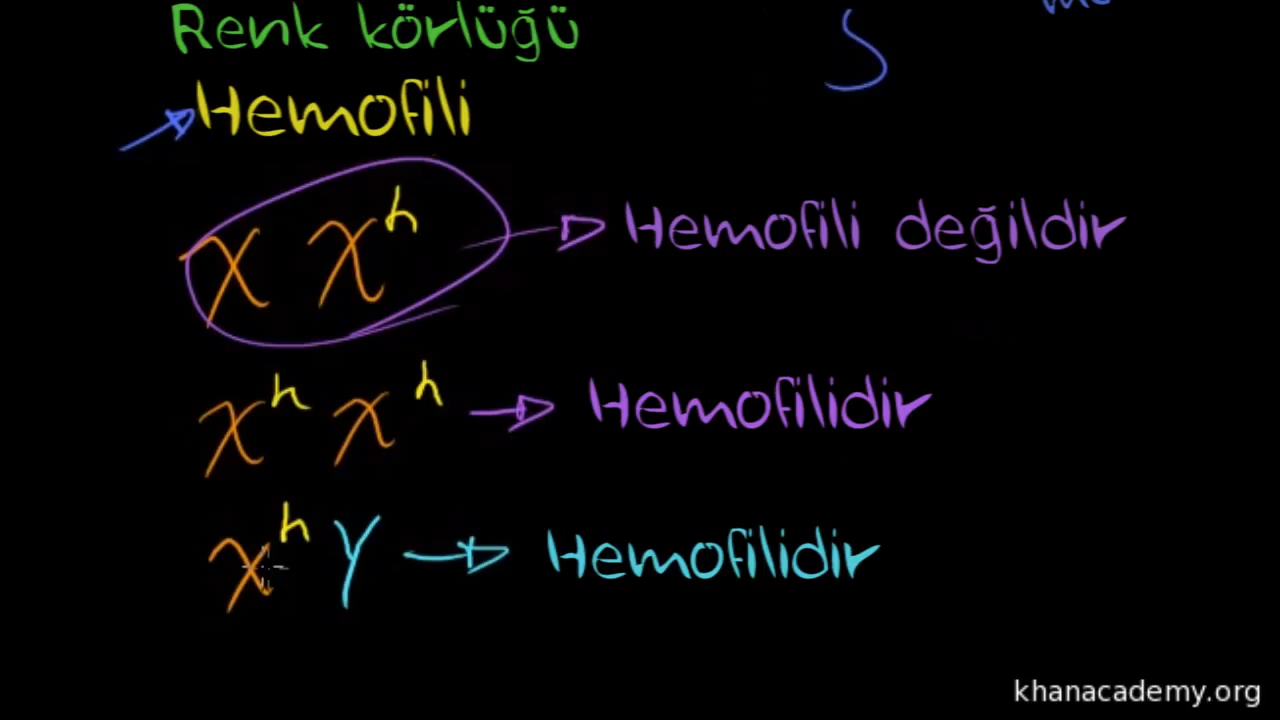 Renk körlüğü
Hemofili
X X^h → Hemofili değildir
X^h X^h → Hemofilidir
X^h Y → Hemofilidir
khanacademy.org